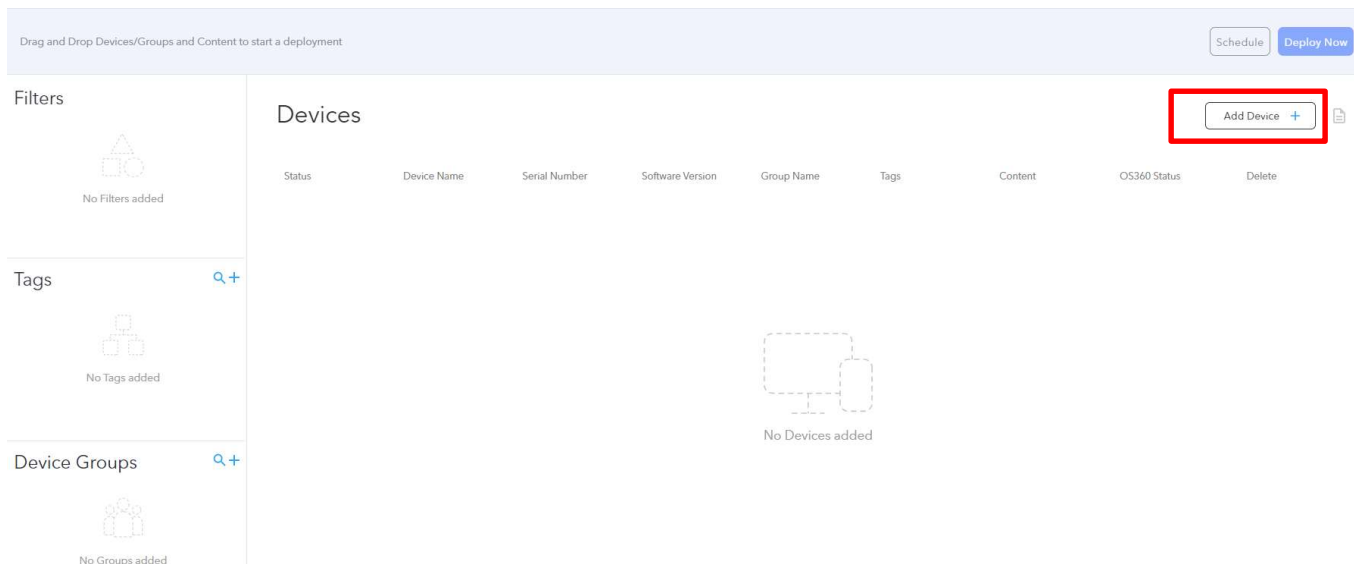 Drag and Drop Devices/Groups and Content to start a deployment
Schedule
Deploy Now
Filters
No Filters added
Tags
No Tags added
Device Groups
No Groups added
Devices
Add Device +
Status Device Name Serial Number Software Version Group Name Tags Content OS360 Status Delete
No Devices added